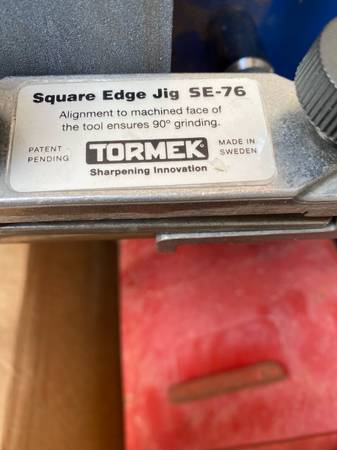 Square Edge Jig SE-76
Alignment to machined face of
the tool ensures 90° grinding.
PATENT
PENDING
TORMEK
MADE IN
SWEDEN
Sharpening Innovation